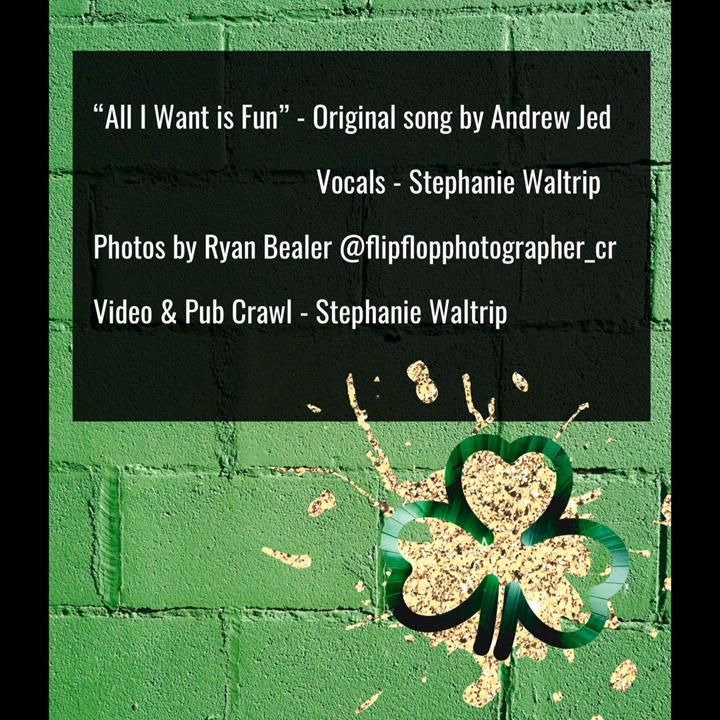 “All I Want is Fun” - Original song by Andrew Jed
Vocals - Stephanie Waltrip
Photos by Ryan Bealer @flipflopphotographer_cr
Video & Pub Crawl - Stephanie Waltrip